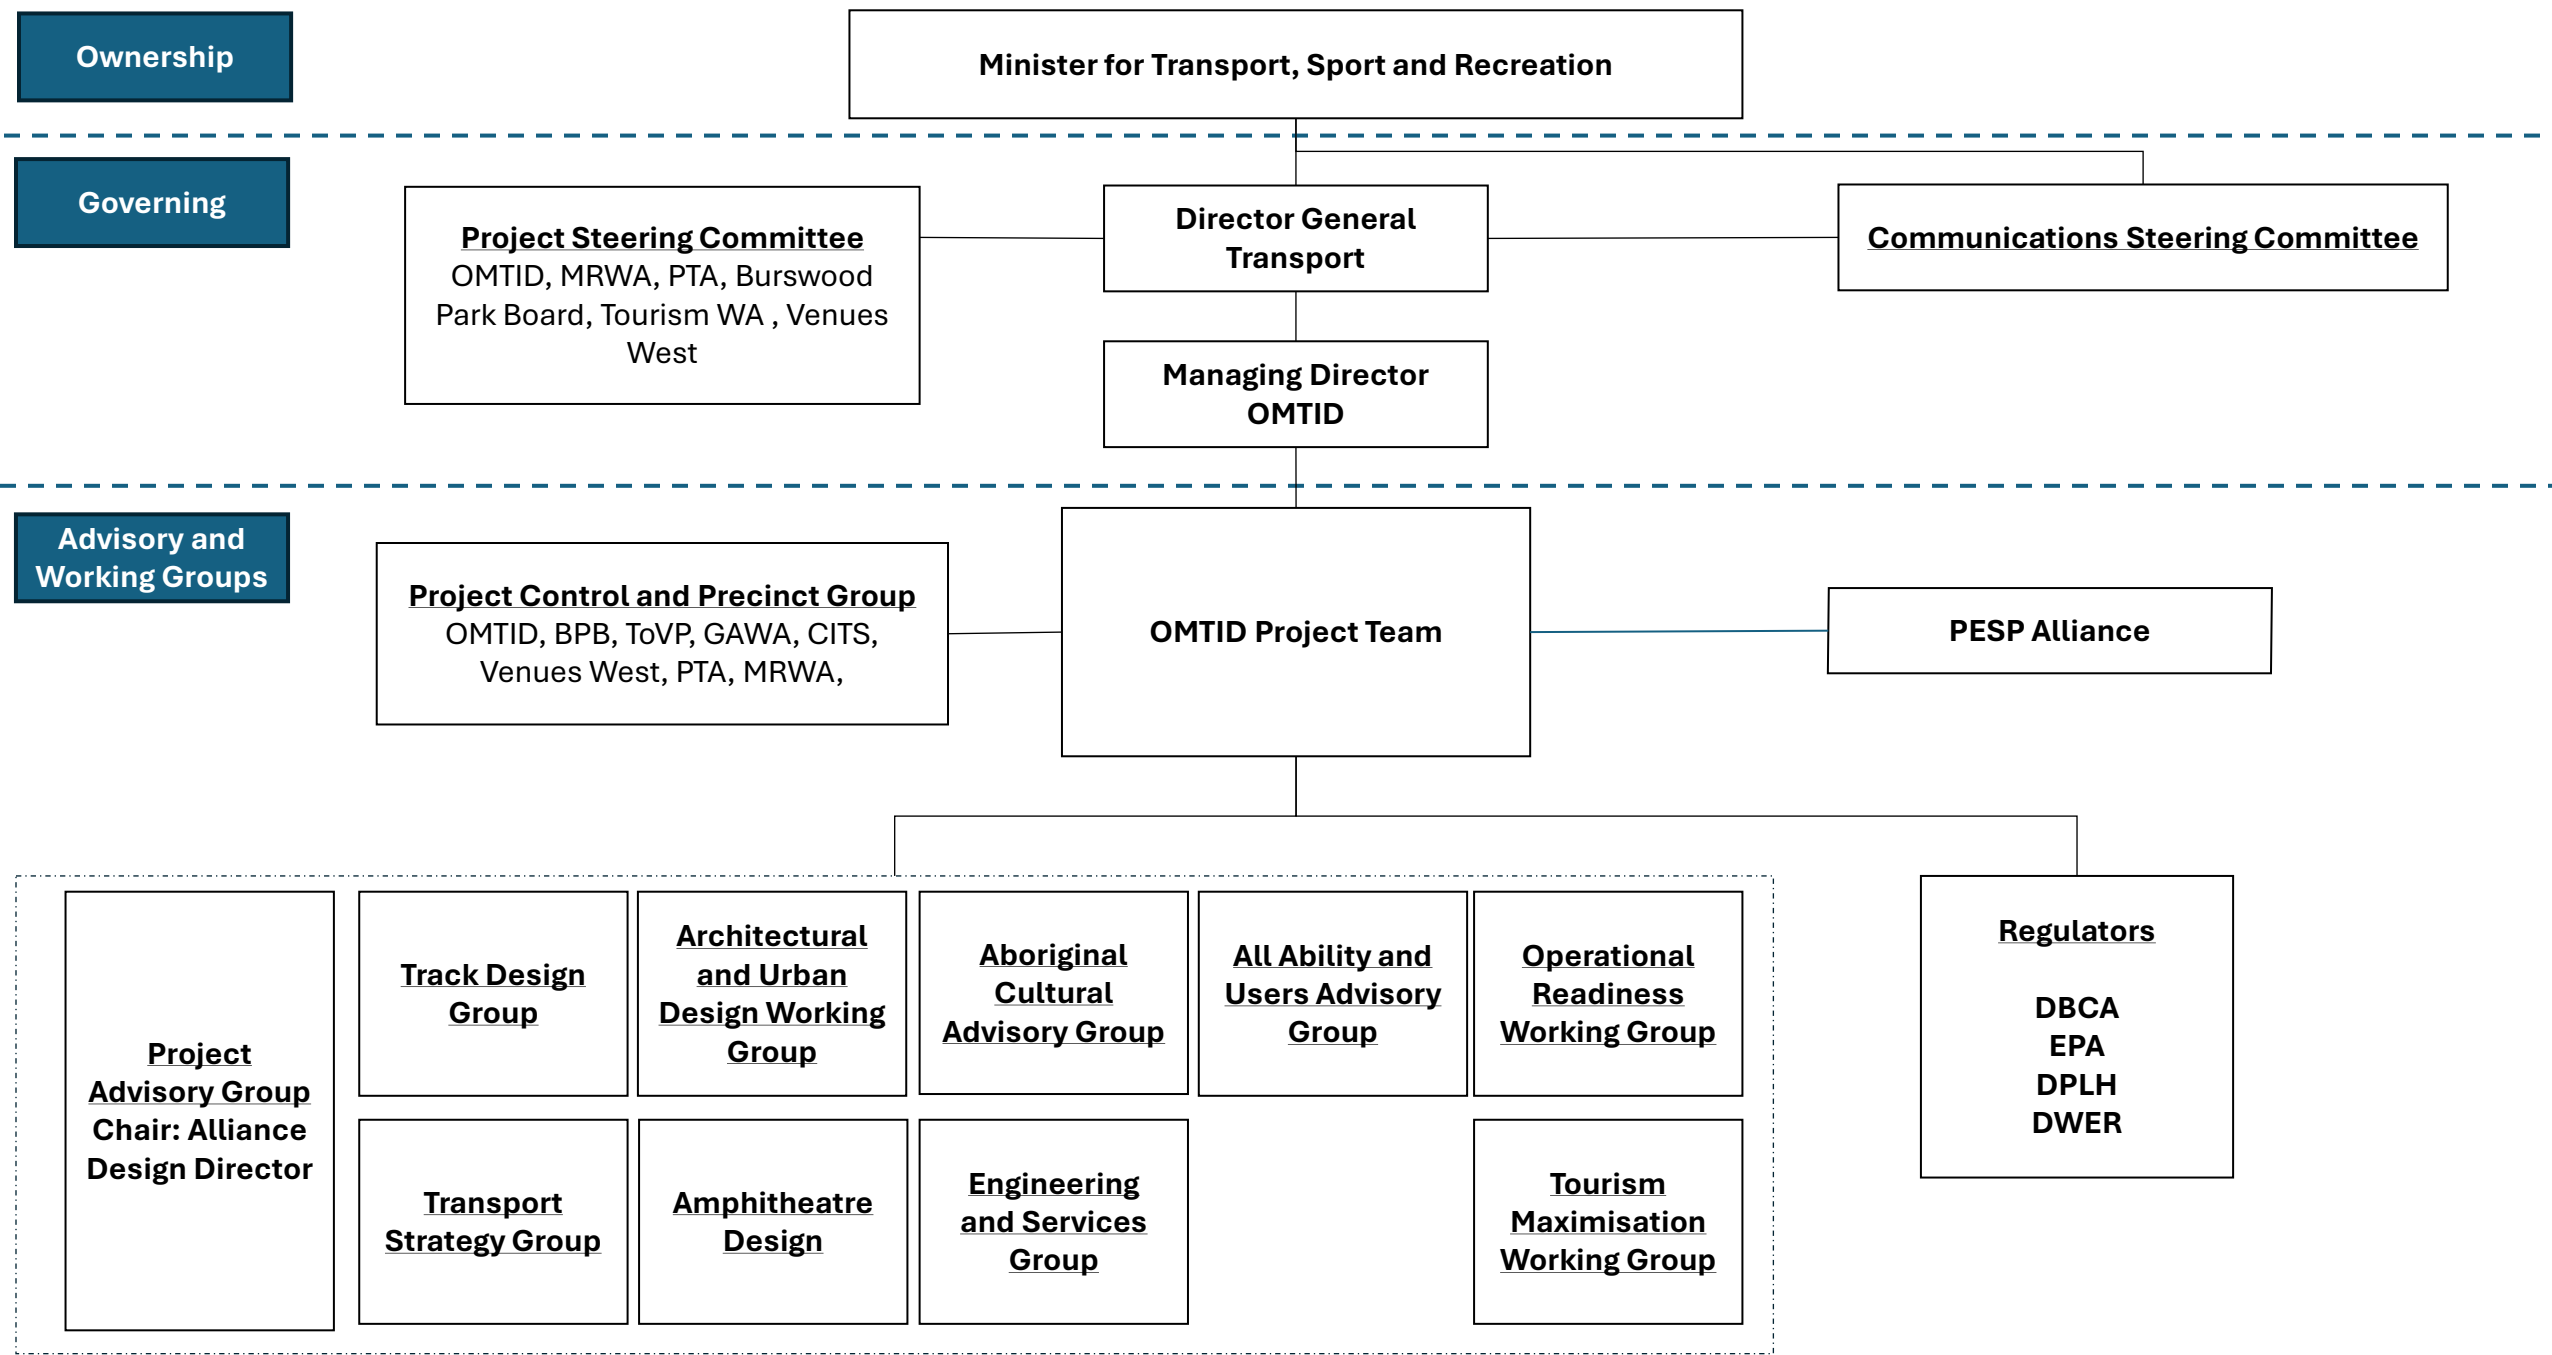 Ownership
Minister for Transport, Sport and Recreation
Governing
Project Steering Committee
OMTID, MRWA, PTA, Burswood
Park Board, Tourism WA , Venues
West
Director General
Transport
Communications Steering Committee
Managing Director
OMTID
Advisory and
Working Groups
Project Control and Precinct Group
OMTID, BPB, ToVP, GAWA, CITS,
Venues West, PTA, MRWA,
OMTID Project Team
PESP Alliance
Project
Advisory Group
Chair: Alliance
Design Director
Track Design
Group
Architectural
and Urban
Design Working
Group
Aboriginal
Cultural
Advisory Group
All Ability and
Users Advisory
Group
Operational
Readiness
Working Group
Transport
Strategy Group
Amphitheatre
Design
Engineering
and Services
Group
Tourism
Maximisation
Working Group
Regulators
DBCA
EPA
DPLH
DWER